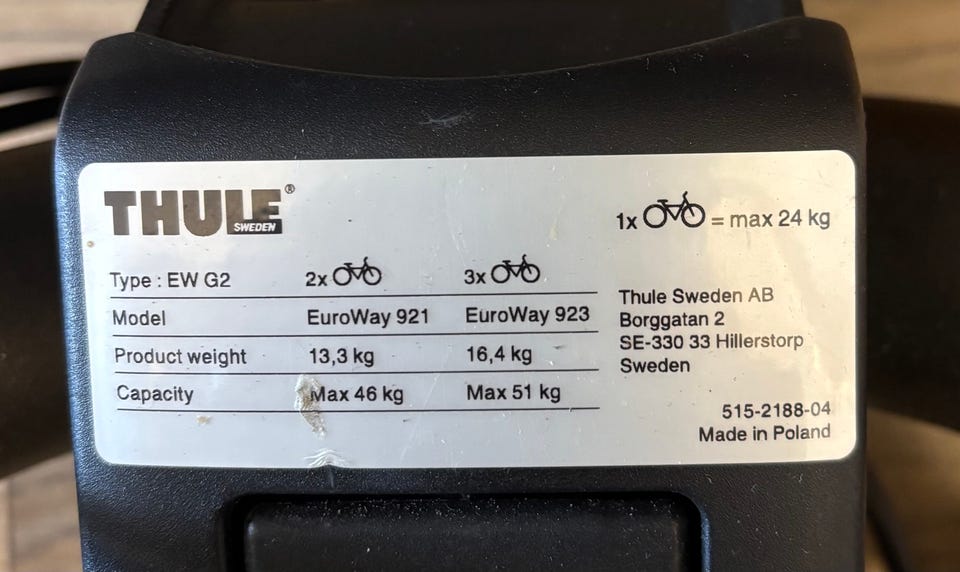 THULE®
SWEDEN
1x = max 24 kg
Type : EW G2 2x 3x
Model EuroWay 921 EuroWay 923
Product weight 13,3 kg 16,4 kg
Capacity Max 46 kg Max 51 kg
Thule Sweden AB
Borggatan 2
SE-330 33 Hillerstorp
Sweden
515-2188-04
Made in Poland